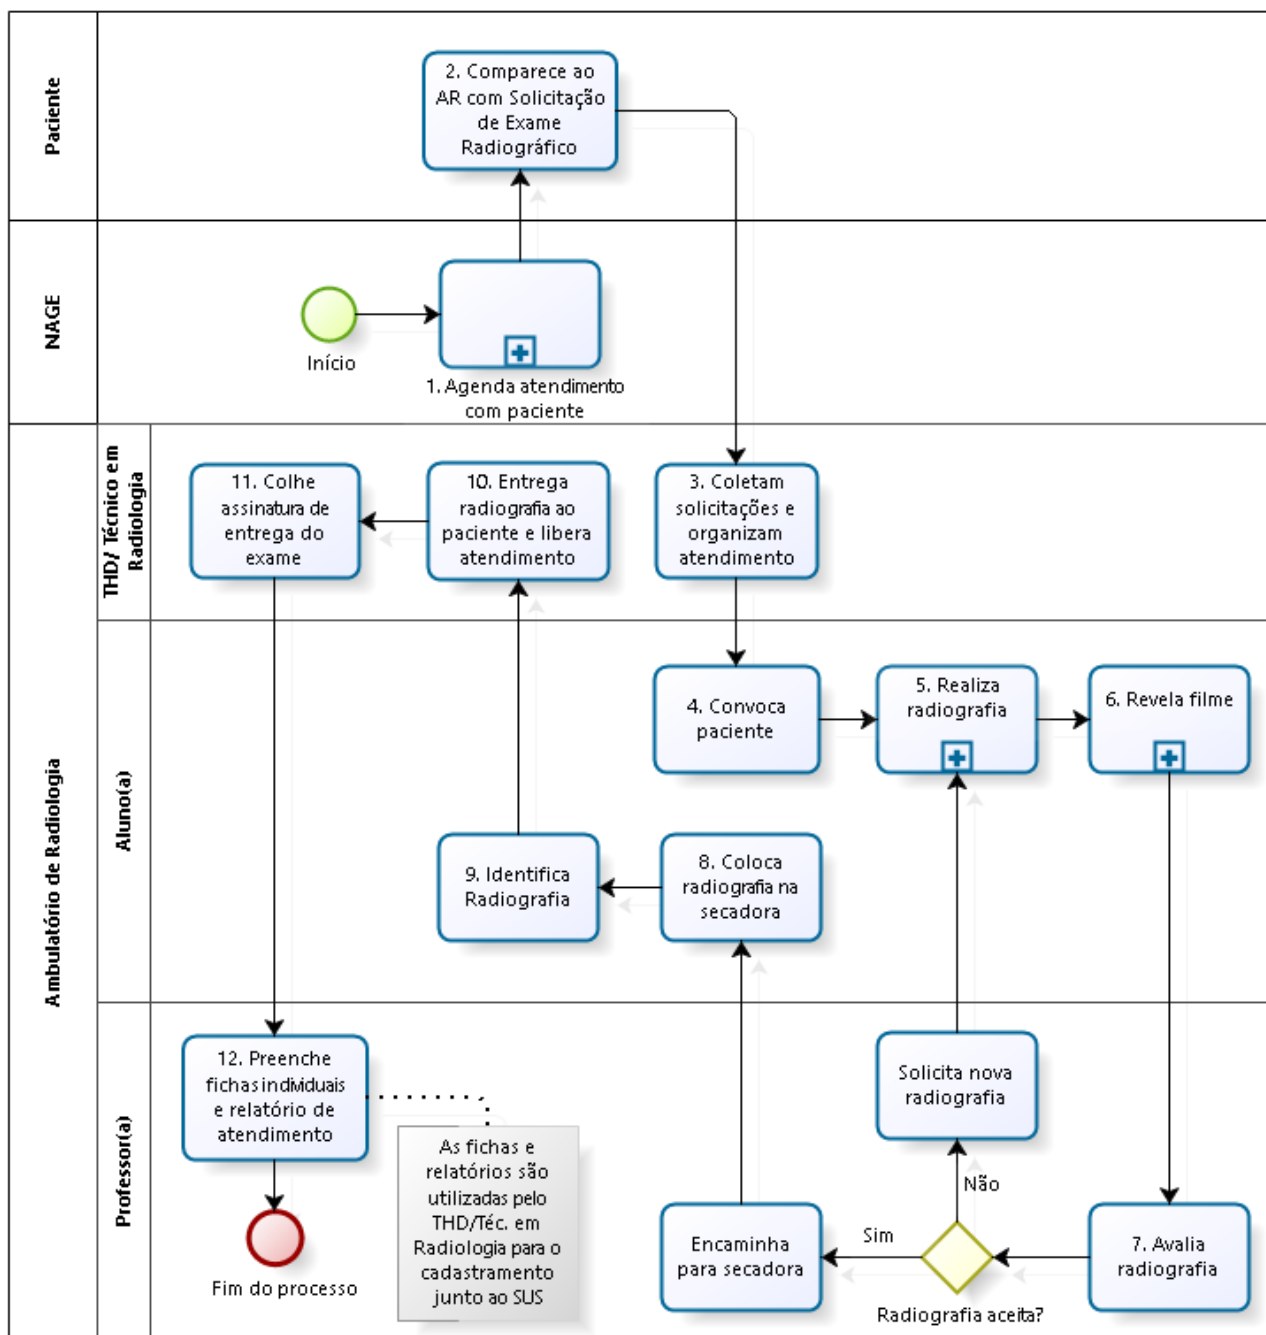 Paciente
2. Comparece ao
AR com Solicitação
de Exame
Radiográfico
NAGE
Início
1. Agenda atendimento
com paciente
Ambulatório de Radiologia
THD/ Técnico em
Radiologia
11. Colhe
assinatura de
entrega do
exame
10. Entrega
radiografia ao
paciente e libera
atendimento
3. Coletam
solicitações e
organizam
atendimento
Aluno(a)
4. Convoca
paciente
5. Realiza
radiografia
6. Revela filme
9. Identifica
Radiografia
8. Coloca
radiografia na
secadora
Professor(a)
12. Preenche
fichas individuais
e relatório de
atendimento
Fim do processo
As fichas e
relatórios são
utilizadas pelo
THD/Téc. em
Radiologia para o
cadastramento
junto ao SUS
Solicita nova
radiografia
Não
Encaminha
para secadora
Sim
Radiografia aceita?
7. Avalia
radiografia